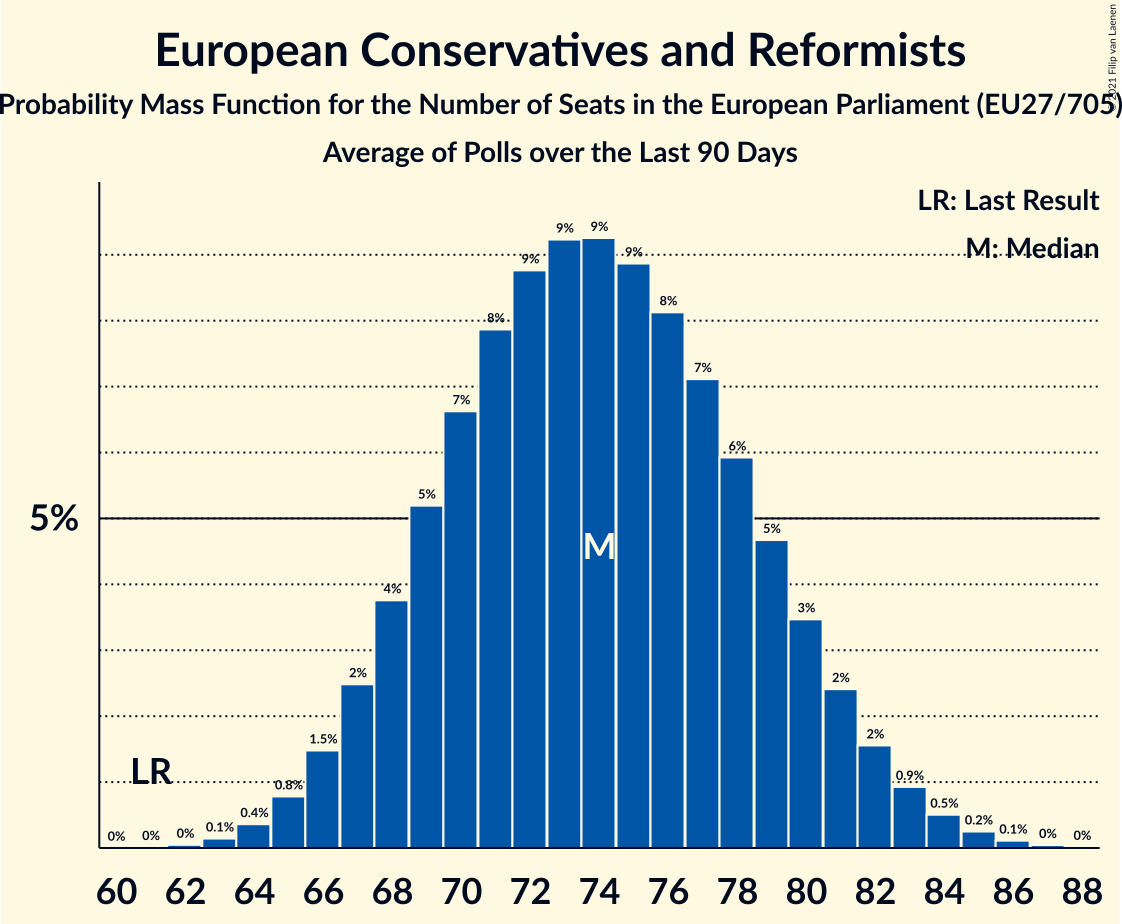 European Conservatives and Reformists
Probability Mass Function for the Number of Seats in the European Parliament (EU27/705)
Average of Polls over the Last 90 Days
© 2021 Filip van Laenen
LR: Last Result
M: Median
5%
0% 0% 0% 0.1% 0.4% 0.8% 1.5% 2% 4% 5% 7% 8% 9% 9% 9% 9% 8% 7% 6% 5% 3% 2% 2% 0.9% 0.5% 0.2% 0.1% 0% 0%
LR
M
60 62 64 66 68 70 72 74 76 78 80 82 84 86 88